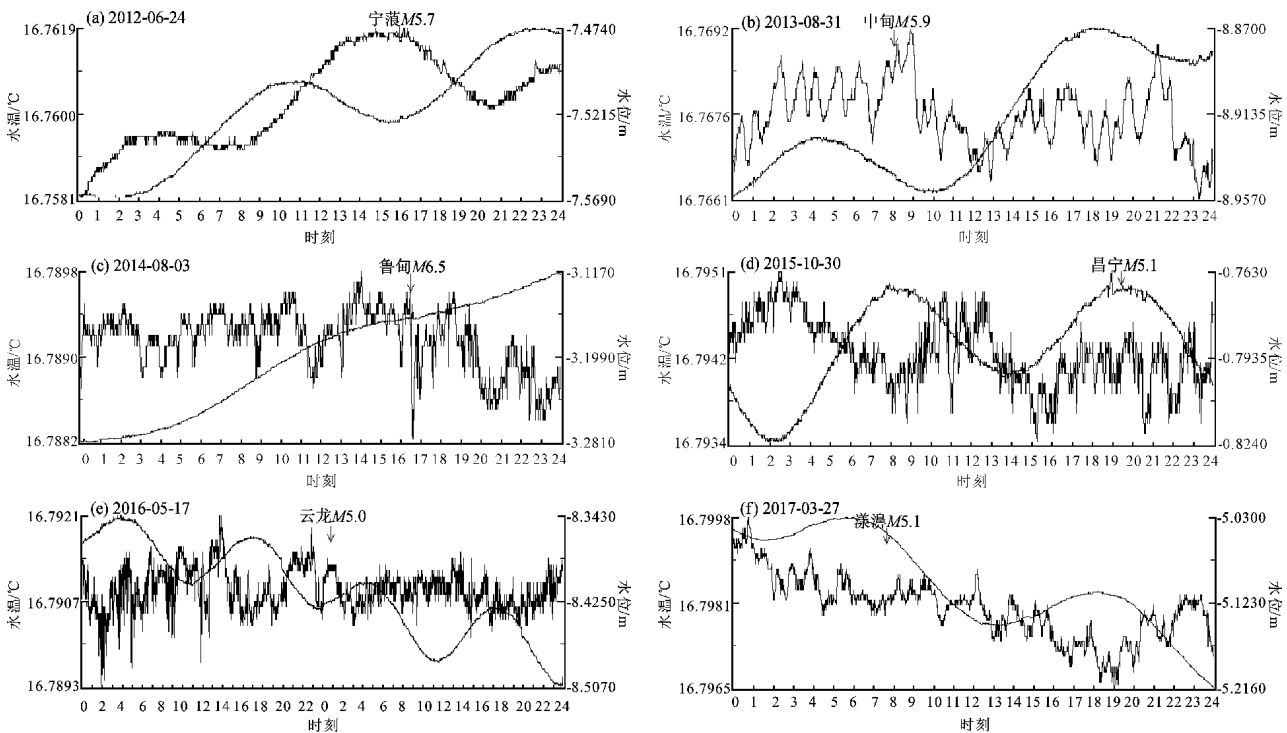 (a) 2012-06-24
宁蒗M5.7
16.7619
16.7600
16.7581
水温/℃
-7.4740
-7.5215
-7.5690
水位/m
0 1 2 3 4 5 6 7 8 9 10 11 12 13 14 15 16 17 18 19 20 21 22 23 24
时刻
(b) 2013-08-31
中甸M5.9
16.7692
16.7676
16.7661
水温/℃
-8.8700
-8.9135
-8.9570
水位/m
0 1 2 3 4 5 6 7 8 9 10 11 12 13 14 15 16 17 18 19 20 21 22 23 24
时刻
(c) 2014-08-03
鲁甸M6.5
16.7898
16.7890
16.7882
水温/℃
-3.1170
-3.1990
-3.2810
水位/m
0 1 2 3 4 5 6 7 8 9 10 11 12 13 14 15 16 17 18 19 20 21 22 23 24
时刻
(d) 2015-10-30
昌宁M5.1
16.7951
16.7942
16.7934
水温/℃
-0.7630
-0.7935
-0.8240
水位/m
0 1 2 3 4 5 6 7 8 9 10 11 12 13 14 15 16 17 18 19 20 21 22 23 24
时刻
(e) 2016-05-17
云龙M5.0
16.7921
16.7907
16.7893
水温/℃
-8.3430
-8.4250
-8.5070
水位/m
0 2 4 6 8 10 12 14 16 18 20 22 0 2 4 6 8 10 12 14 16 18 20 22 24
时刻
(f) 2017-03-27
漾濞M5.1
16.7998
16.7981
16.7965
水温/℃
-5.0300
-5.1230
-5.2160
水位/m
0 1 2 3 4 5 6 7 8 9 10 11 12 13 14 15 16 17 18 19 20 21 22 23 24
时刻